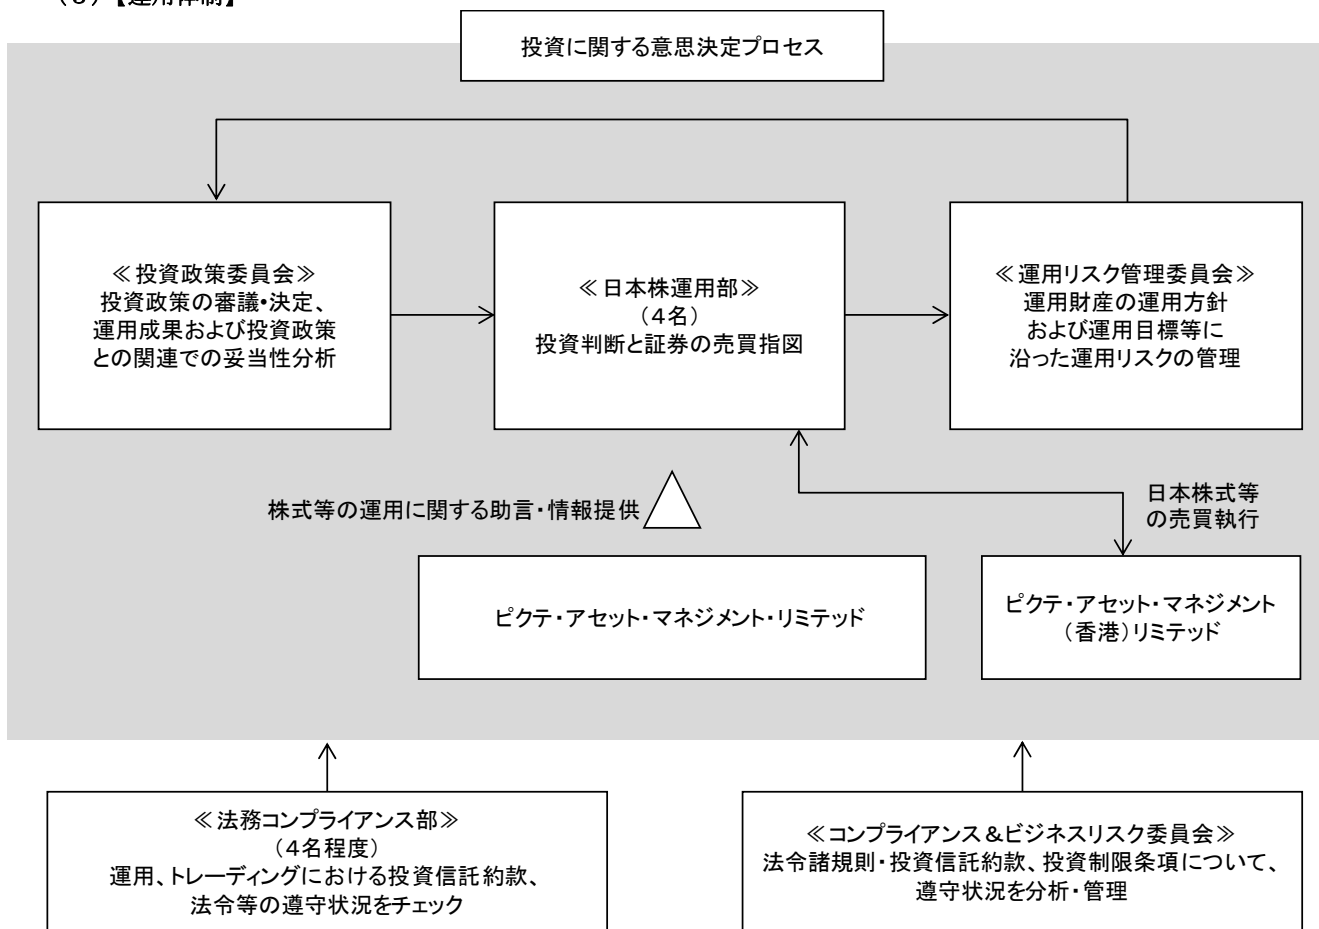 【運用体制】
投資に関する意思決定プロセス
≪投資政策委員会≫
投資政策の審議・決定、
運用成果および投資政策
との関連での妥当性分析
≪日本株運用部≫
（４名）
投資判断と証券の売買指図
≪運用リスク管理委員会≫
運用財産の運用方針
および運用目標等に
沿った運用リスクの管理
株式等の運用に関する助言・情報提供
日本株式等
の売買執行
ピクテ・アセット・マネジメント・リミテッド
ピクテ・アセット・マネジメント
（香港）リミテッド
≪法務コンプライアンス部≫
（４名程度）
運用、トレーディングにおける投資信託約款、
法令等の遵守状況をチェック
≪コンプライアンス＆ビジネスリスク委員会≫
法令諸規則・投資信託約款、投資制限条項について、
遵守状況を分析・管理